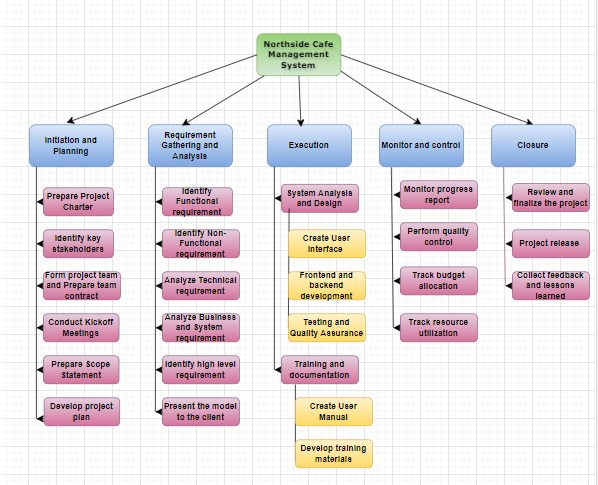 Northside Cafe
Management
System
Initiation and
Planning
Prepare Project
Charter
Identify key
stakeholders
Form project team
and Prepare team
contract
Conduct Kickoff
Meetings
Prepare Scope
Statement
Develop project
plan
Requirement
Gathering and
Analysis
Identify
Functional
requirement
Identify Non-
Functional
requirement
Analyze Technical
requirement
Analyze Business
and System
requirement
Identify high level
requirement
Present the model
to the client
Execution
System Analysis
and Design
Create User
Interface
Frontend and
backend
development
Testing and
Quality Assurance
Training and
documentation
Create User
Manual
Develop training
materials
Monitor and control
Monitor progress
report
Perform quality
control
Track budget
allocation
Track resource
utilization
Closure
Review and
finalize the project
Project release
Collect feedback
and lessons
learned